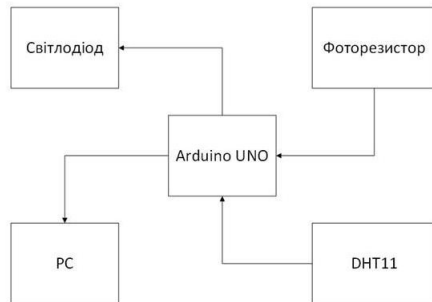 Світлодіод
Фоторезистор
Arduino UNO
PC
DHT11